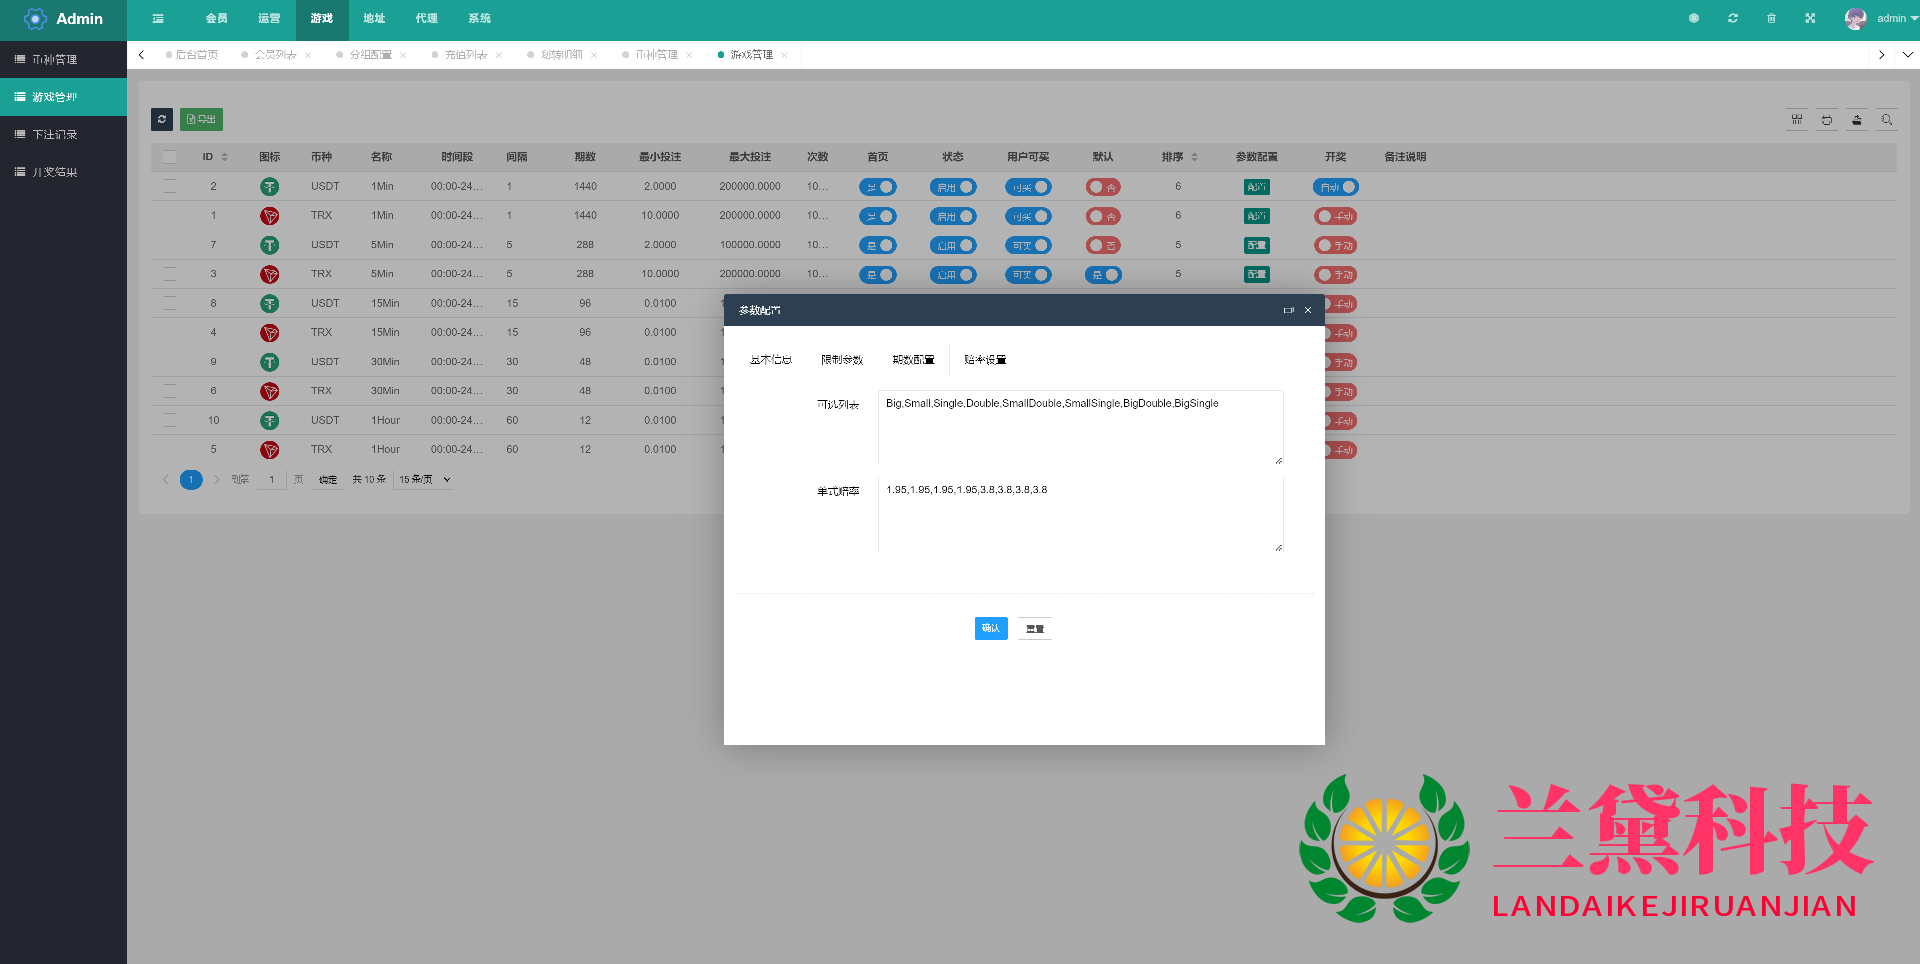 Admin 会员 运营 游戏 地址 代理 系统 admin
币种管理
游戏管理
下注记录
开奖结果
后台首页 会员列表 分组配置 充值列表 划转明细 币种管理 游戏管理
导出
ID 图标 币种 名称 时间段 间隔 期数 最小投注 最大投注 次数 首页 状态 用户可买 默认 排序 参数配置 开奖 备注说明
2 USDT 1Min 00:00-24... 1 1440 2.0000 200000.0000 10... 是 启用 可买 否 6 配置 自动
1 TRX 1Min 00:00-24... 1 1440 10.0000 200000.0000 10... 是 启用 可买 否 6 配置 手动
7 USDT 5Min 00:00-24... 5 288 2.0000 100000.0000 10... 是 启用 可买 否 5 配置 手动
3 TRX 5Min 00:00-24... 5 288 10.0000 200000.0000 10... 是 启用 可买 是 5 配置 手动
8 USDT 15Min 00:00-24... 15 96 0.0100 手动
4 TRX 15Min 00:00-24... 15 96 0.0100 手动
9 USDT 30Min 00:00-24... 30 48 0.0100 手动
6 TRX 30Min 00:00-24... 30 48 0.0100 手动
10 USDT 1Hour 00:00-24... 60 12 0.0100 手动
5 TRX 1Hour 00:00-24... 60 12 0.0100 手动
1 到第 1 页 确定 共 10 条 15 条/页
参数配置
基本信息 限制参数 期数配置 赔率设置
可选列表 Big,Small,Single,Double,SmallDouble,SmallSingle,BigDouble,BigSingle
单式赔率 1.95,1.95,1.95,1.95,3.8,3.8,3.8,3.8
确认 重置
兰黛科技
LANDAIKEJIRUANJIAN